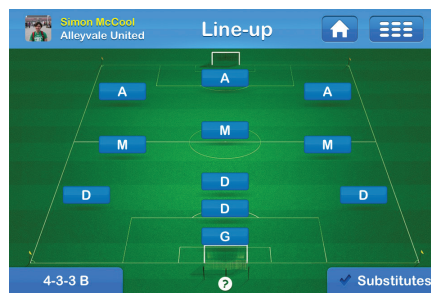 Simon McCool
Alleyvale United
Line-up
A
A
A
M
M
M
D
D
D
D
G
4-3-3 B
?
Substitutes